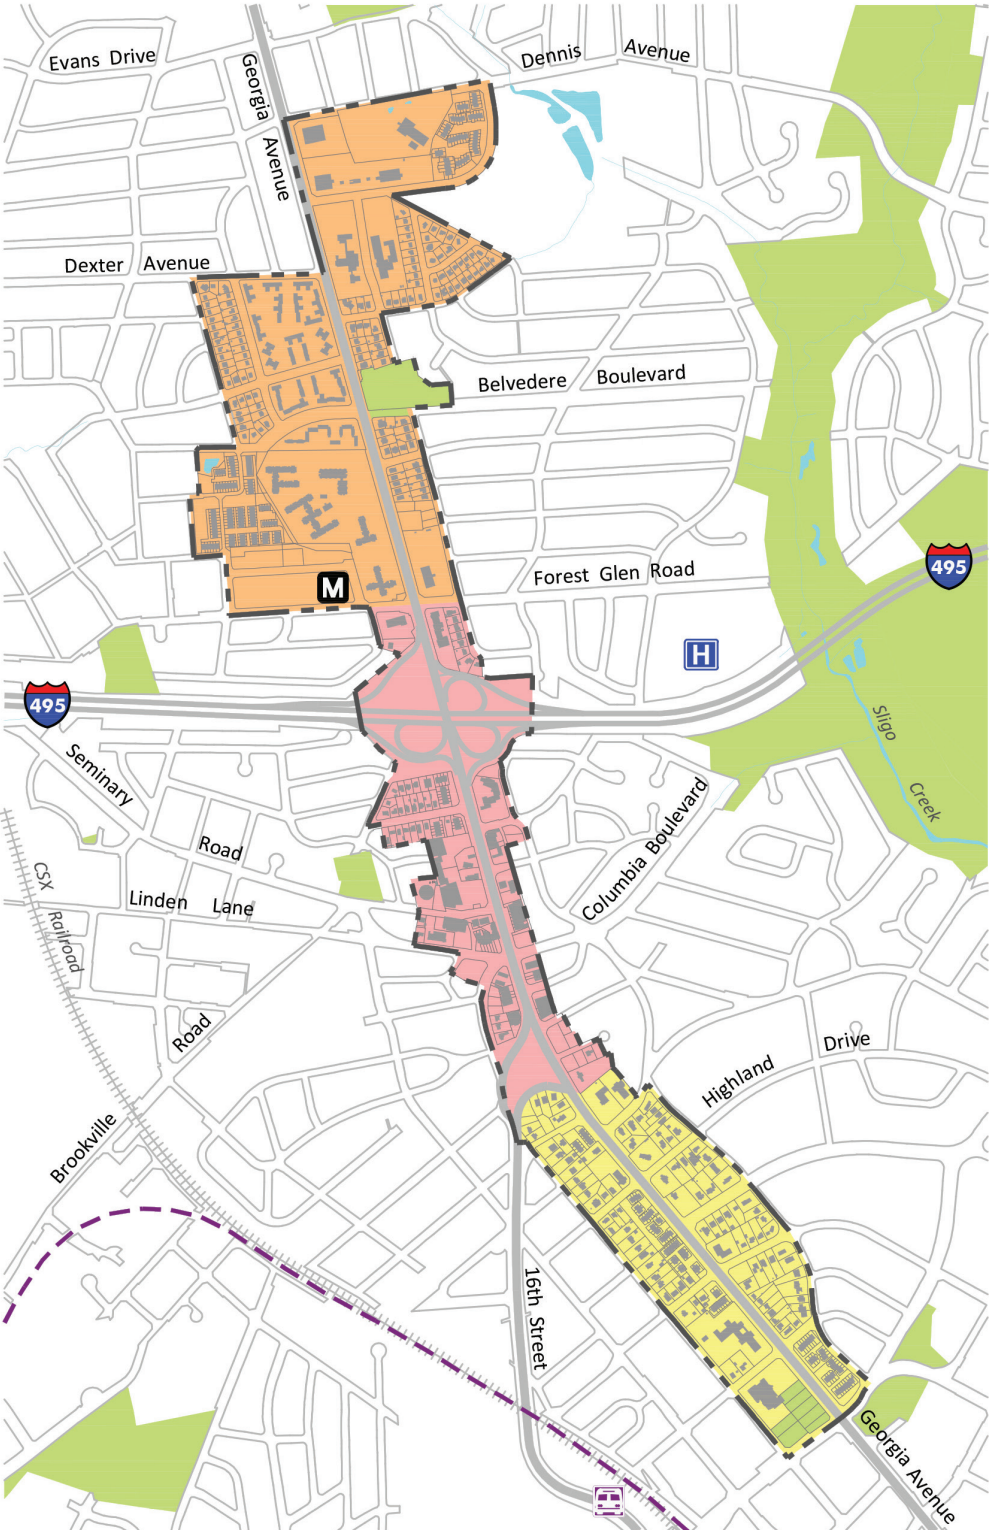 Evans Drive
Dennis Avenue
Georgia Avenue
Dexter Avenue
Belvedere Boulevard
M
Forest Glen Road
495
H
495
Sligo Creek
Seminary Road
Columbia Boulevard
CSX Railroad
Linden Lane
Brookville Road
Highland Drive
16th Street
Georgia Avenue